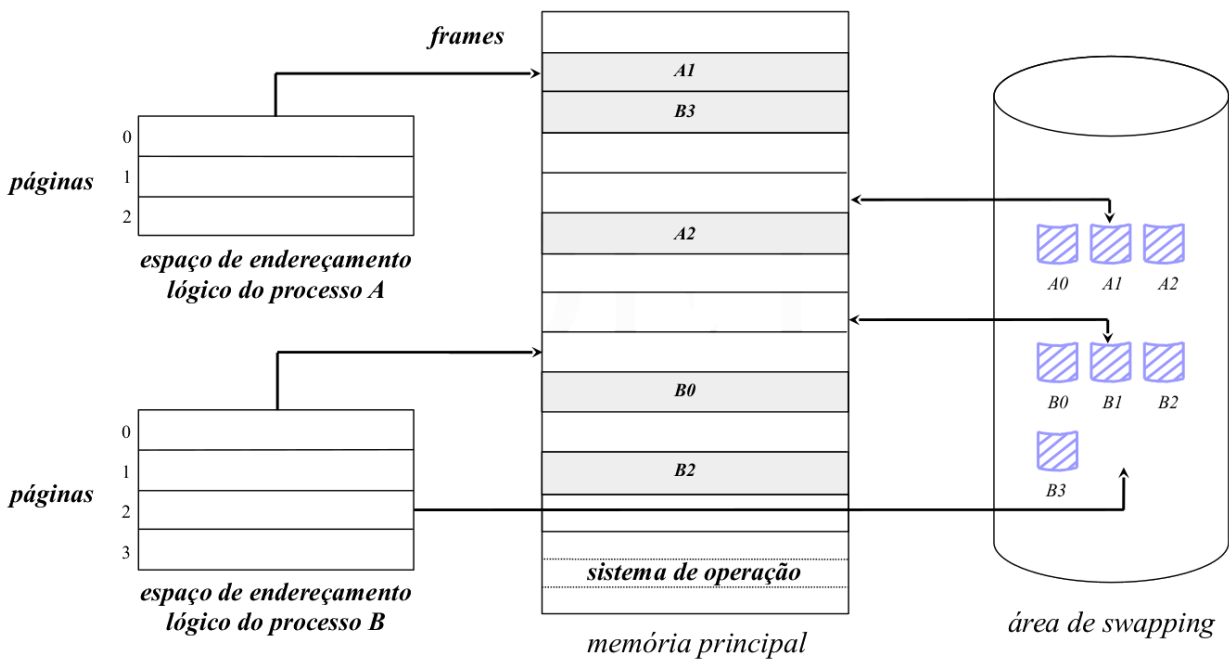 frames
A1
B3
0
1
2
páginas
espaço de endereçamento
lógico do processo A
A2
A0 A1 A2
B0
B2
B0 B1 B2
B3
0
1
2
3
páginas
espaço de endereçamento
lógico do processo B
sistema de operação
memória principal
área de swapping